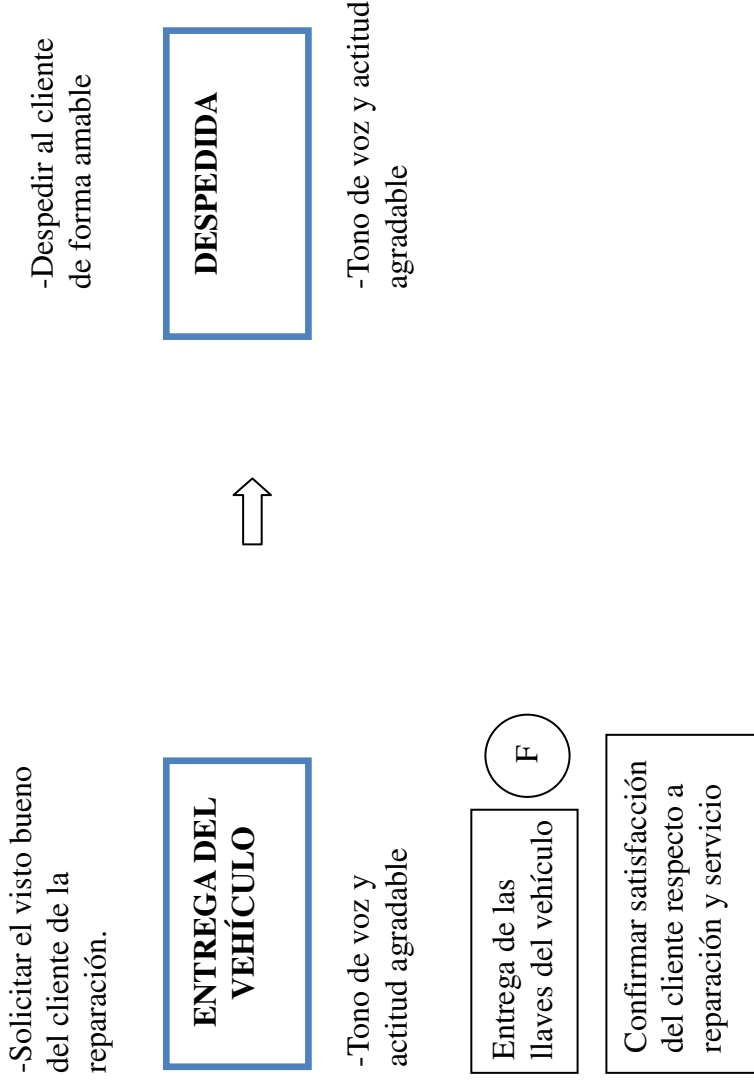 -Solicitar el visto bueno
del cliente de la
reparación.
ENTREGA DEL
VEHÍCULO
-Tono de voz y
actitud agradable
Entrega de las
llaves del vehículo
F
Confirmar satisfacción
del cliente respecto a
reparación y servicio
-Despedir al cliente
de forma amable
DESPEDIDA
-Tono de voz y actitud
agradable